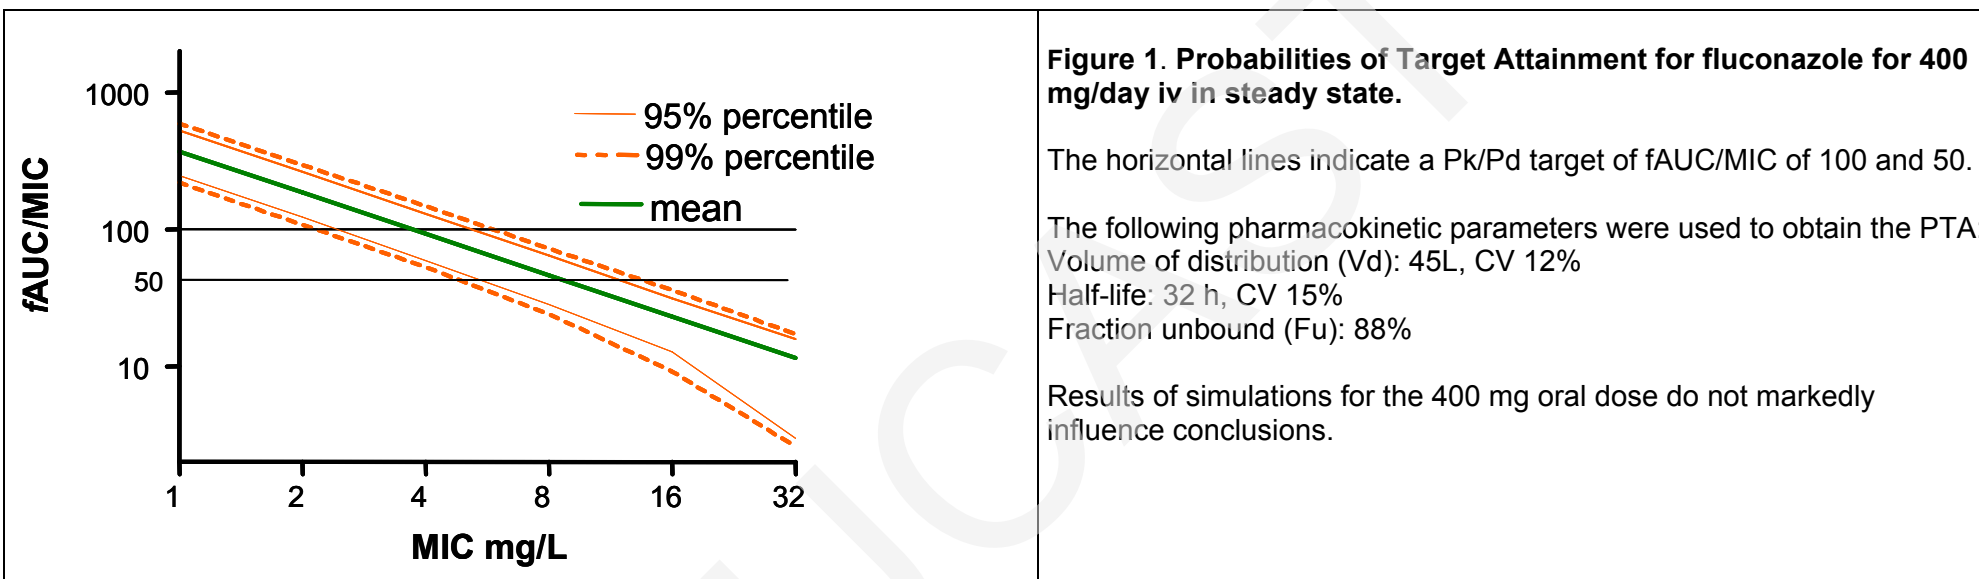 1000
100
50
10
fAUC/MIC
95% percentile
99% percentile
mean
1 2 4 8 16 32
MIC mg/L
Figure 1. Probabilities of Target Attainment for fluconazole for 400
mg/day iv in steady state.
The horizontal lines indicate a Pk/Pd target of fAUC/MIC of 100 and 50.
The following pharmacokinetic parameters were used to obtain the PTA:
Volume of distribution (Vd): 45L, CV 12%
Half-life: 32 h, CV 15%
Fraction unbound (Fu): 88%
Results of simulations for the 400 mg oral dose do not markedly
influence conclusions.